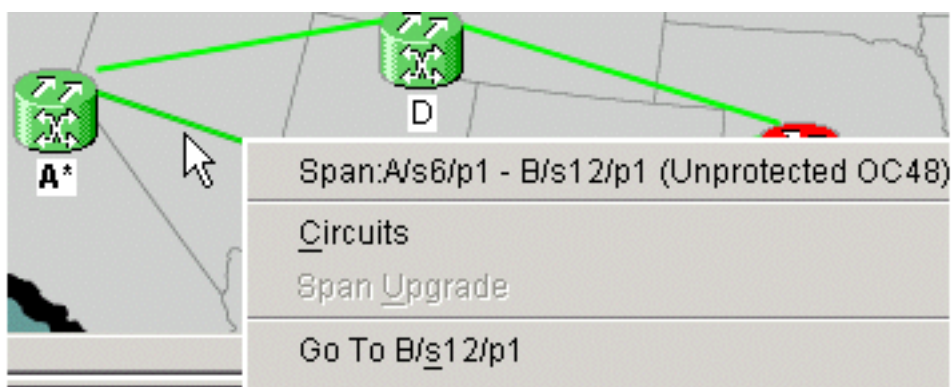 D
A*
Span:A/s6/p1 - B/s12/p1 (Unprotected OC48)
Circuits
Span Upgrade
Go To B/s12/p1